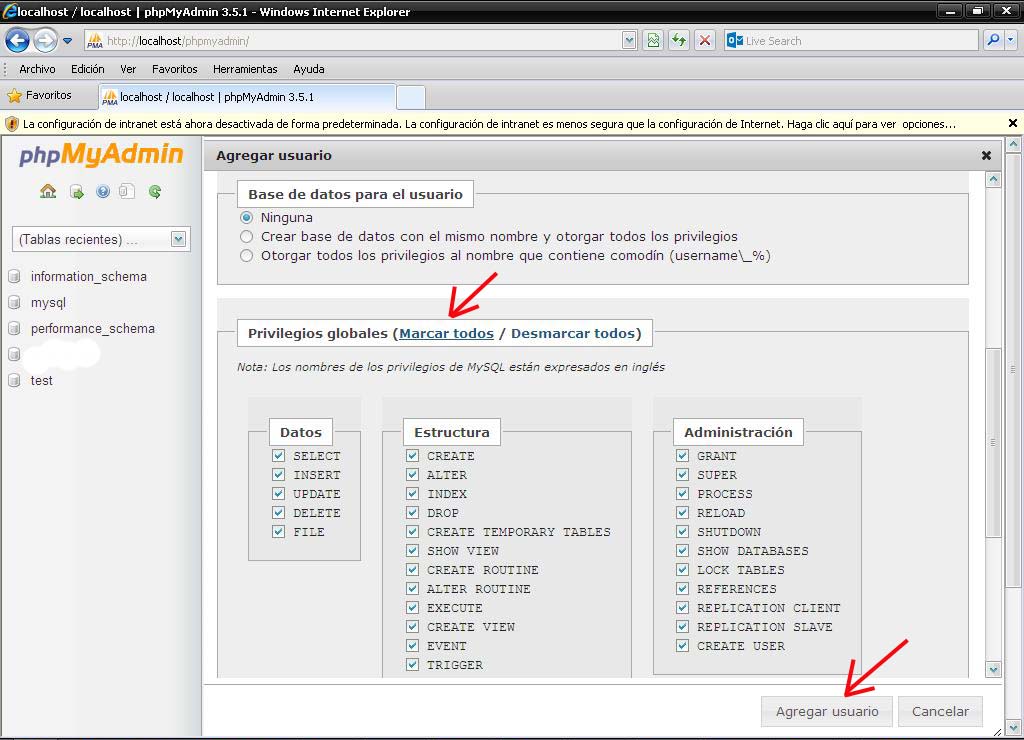 localhost / localhost | phpMyAdmin 3.5.1 - Windows Internet Explorer
PMA http://localhost/phpmyadmin/ Live Search
Archivo Edición Ver Favoritos Herramientas Ayuda
Favoritos PMA localhost / localhost | phpMyAdmin 3.5.1
La configuración de intranet está ahora desactivada de forma predeterminada. La configuración de intranet es menos segura que la configuración de Internet. Haga clic aquí para ver opciones...
phpMyAdmin
(Tablas recientes) ...
information_schema
mysql
performance_schema
test
Agregar usuario
Base de datos para el usuario
Ninguna
Crear base de datos con el mismo nombre y otorgar todos los privilegios
Otorgar todos los privilegios al nombre que contiene comodín (username\_%)
Privilegios globales (Marcar todos / Desmarcar todos)
Nota: Los nombres de los privilegios de MySQL están expresados en inglés
Datos
SELECT
INSERT
UPDATE
DELETE
FILE
Estructura
CREATE
ALTER
INDEX
DROP
CREATE TEMPORARY TABLES
SHOW VIEW
CREATE ROUTINE
ALTER ROUTINE
EXECUTE
CREATE VIEW
EVENT
TRIGGER
Administración
GRANT
SUPER
PROCESS
RELOAD
SHUTDOWN
SHOW DATABASES
LOCK TABLES
REFERENCES
REPLICATION CLIENT
REPLICATION SLAVE
CREATE USER
Agregar usuario Cancelar